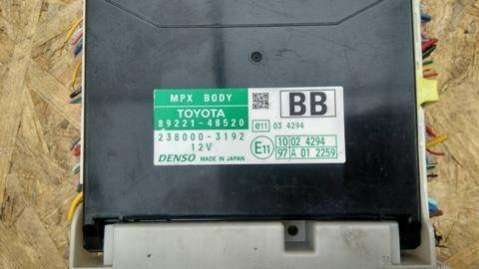 MPX BODY
TOYOTA
89221-48520
238000-3192
12V
DENSO MADE IN JAPAN
BB
e11 03 4294
E11
10 02 4294
97 A 01 2259